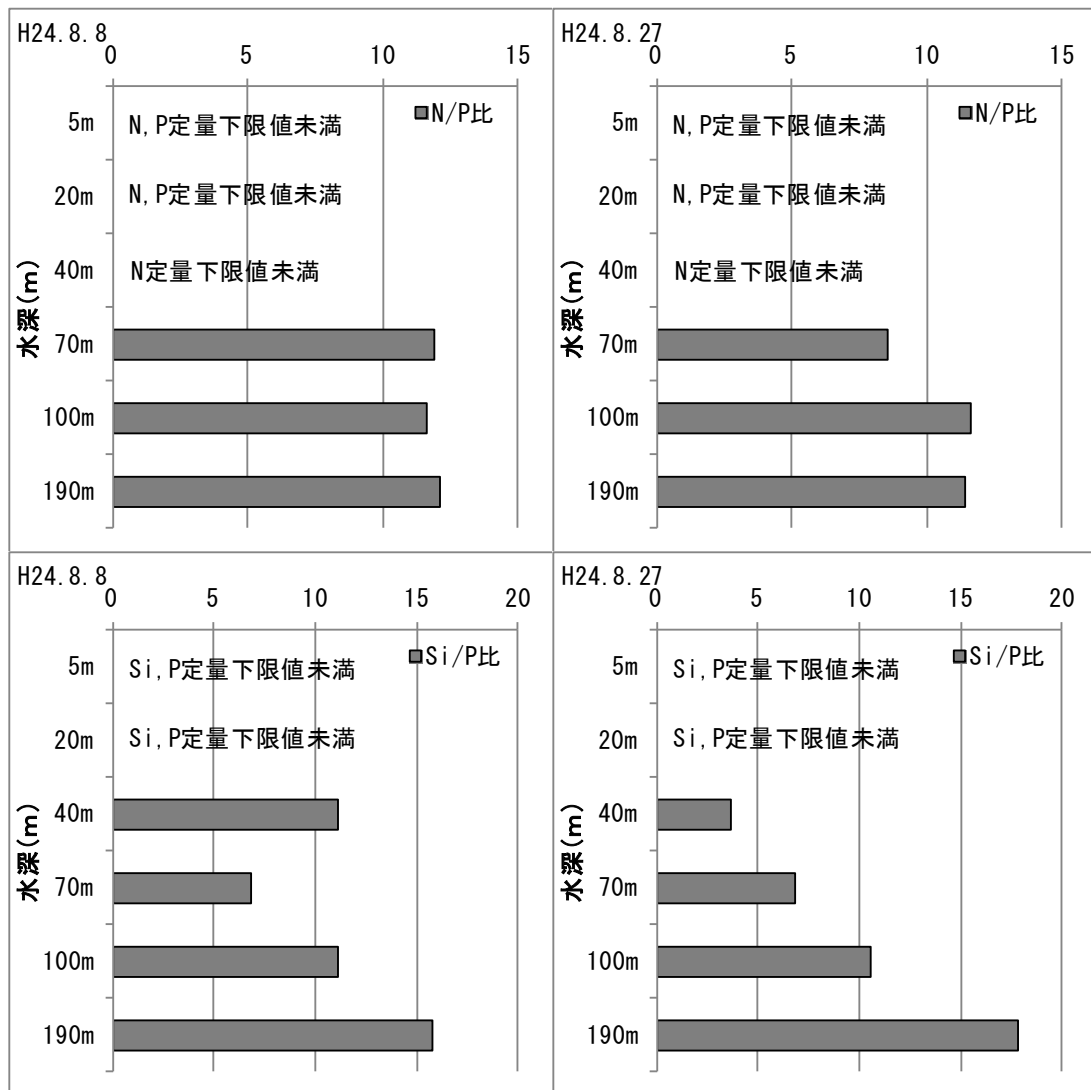 H24.8.8
0 5 10 15
■N/P比
5m N,P定量下限値未満
20m N,P定量下限値未満
40m N定量下限値未満
70m
100m
190m
水深(m)
H24.8.27
0 5 10 15
■N/P比
5m N,P定量下限値未満
20m N,P定量下限値未満
40m N定量下限値未満
70m
100m
190m
水深(m)
H24.8.8
0 5 10 15 20
■Si/P比
5m Si,P定量下限値未満
20m Si,P定量下限値未満
40m
70m
100m
190m
水深(m)
H24.8.27
0 5 10 15 20
■Si/P比
5m Si,P定量下限値未満
20m Si,P定量下限値未満
40m
70m
100m
190m
水深(m)